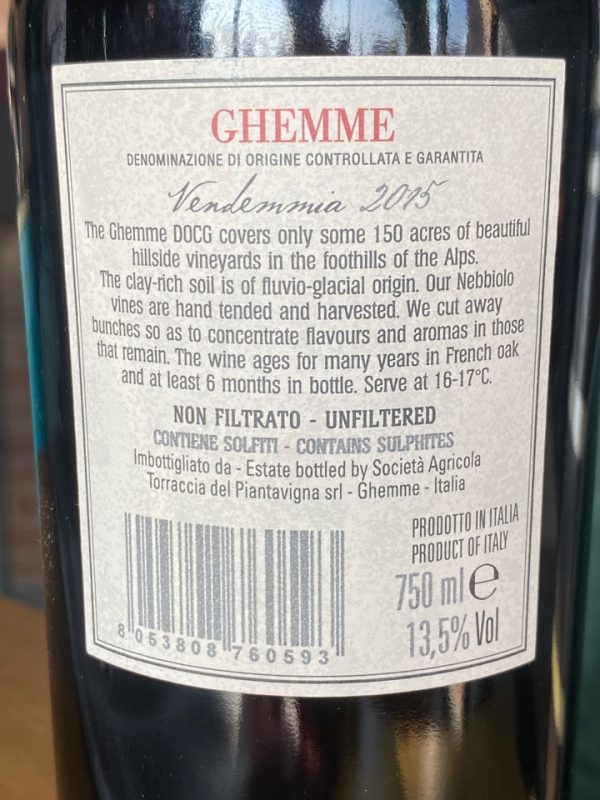 GHEMME
DENOMINAZIONE DI ORIGINE CONTROLLATA E GARANTITA
Vendemmia 2015
The Ghemme DOCG covers only some 150 acres of beautiful
hillside vineyards in the foothills of the Alps.
The clay-rich soil is of fluvio-glacial origin. Our Nebbiolo
vines are hand tended and harvested. We cut away
bunches so as to concentrate flavours and aromas in those
that remain. The wine ages for many years in French oak
and at least 6 months in bottle. Serve at 16-17°C.
NON FILTRATO - UNFILTERED
CONTIENE SOLFITI - CONTAINS SULPHITES
Imbottigliato da - Estate bottled by Società Agricola
Torraccia del Piantavigna srl - Ghemme - Italia
PRODOTTO IN ITALIA
PRODUCT OF ITALY
750 ml e
13,5% Vol
8 053808 760593